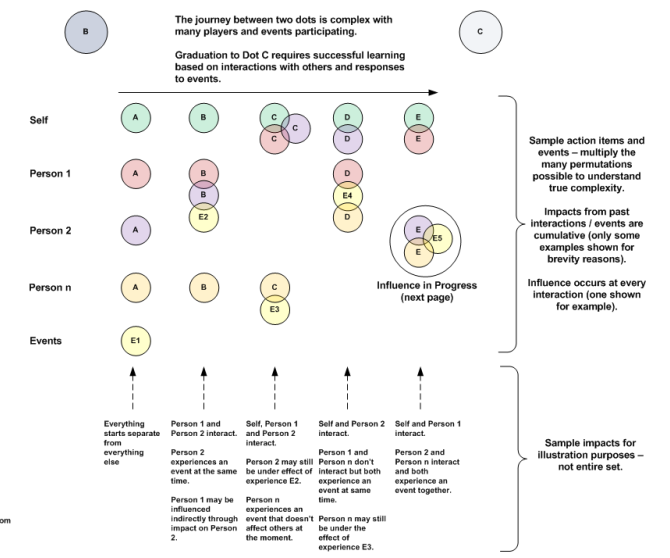 B
The journey between two dots is complex with
many players and events participating.
Graduation to Dot C requires successful learning
based on interactions with others and responses
to events.
C
Self
A
B
C
C
C
D
D
E
E
Person 1
A
B
B
E2
D
E4
D
Person 2
A
E
E5
E
Influence in Progress
(next page)
Person n
A
B
C
E3
Events
E1
Sample action items and
events – multiply the
many permutations
possible to understand
true complexity.
Impacts from past
interactions / events are
cumulative (only some
examples shown for
brevity reasons).
Influence occurs at every
interaction (one shown
for example).
Everything
starts separate
from
everything
else
Person 1 and
Person 2 interact.
Person 2
experiences an
event at the same
time.
Person 1 may be
influenced
indirectly through
impact on Person
2.
Self, Person 1
and Person 2
interact.
Person 2 may still
be under effect of
experience E2.
Person n
experiences an
event that doesn't
affect others at
the moment.
Self and Person 2
interact.
Person 1 and
Person n don't
interact but both
experience an
event at same
time.
Person n may still
be under the
effect of
experience E3.
Self and Person 1
interact.
Person 2 and
Person n interact
and both
experience an
event together.
Sample impacts for
illustration purposes –
not entire set.
om